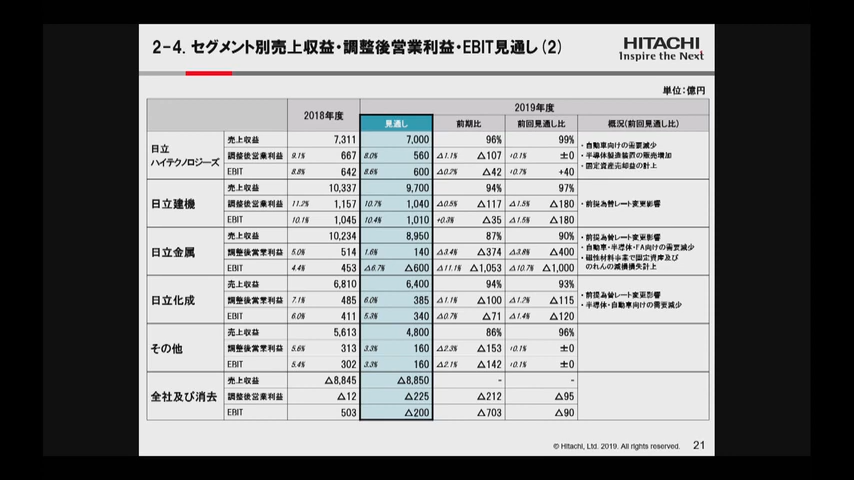 2-4. セグメント別売上収益・調整後営業利益・EBIT見通し(2)
HITACHI
Inspire the Next
単位：億円
2018年度 2019年度
見通し 前期比 前回見通し比 概況(前回見通し比)
日立ハイテクノロジーズ
売上収益 7,311 7,000 96% 99%
調整後営業利益 9.1% 667 8.0% 560 △1.1% △107 +0.1% ±0
EBIT 8.8% 642 8.6% 600 △0.2% △42 +0.7% +40
・自動車向けの需要減少
・半導体製造装置の販売増加
・固定資産売却益の計上
日立建機
売上収益 10,337 9,700 94% 97%
調整後営業利益 11.2% 1,157 10.7% 1,040 △0.5% △117 △1.5% △180
EBIT 10.1% 1,045 10.4% 1,010 +0.3% △35 △1.5% △180
・前提為替レート変更影響
日立金属
売上収益 10,234 8,950 87% 90%
調整後営業利益 5.0% 514 1.6% 140 △3.4% △374 △3.8% △400
EBIT 4.4% 453 △6.7% △600 △11.1% △1,053 △10.7% △1,000
・前提為替レート変更影響
・自動車・半導体・FA向けの需要減少
・磁性材料事業で固定資産及び
のれんの減損損失計上
日立化成
売上収益 6,810 6,400 94% 93%
調整後営業利益 7.1% 485 6.0% 385 △1.1% △100 △1.2% △115
EBIT 6.0% 411 5.3% 340 △0.7% △71 △1.4% △120
・前提為替レート変更影響
・半導体・自動車向けの需要減少
その他
売上収益 5,613 4,800 86% 96%
調整後営業利益 5.6% 313 3.3% 160 △2.3% △153 +0.1% ±0
EBIT 5.4% 302 3.3% 160 △2.1% △142 +0.1% ±0
全社及び消去
売上収益 △8,845 △8,850 - -
調整後営業利益 △12 △225 △212 △95
EBIT 503 △200 △703 △90
© Hitachi, Ltd. 2019. All rights reserved. 21